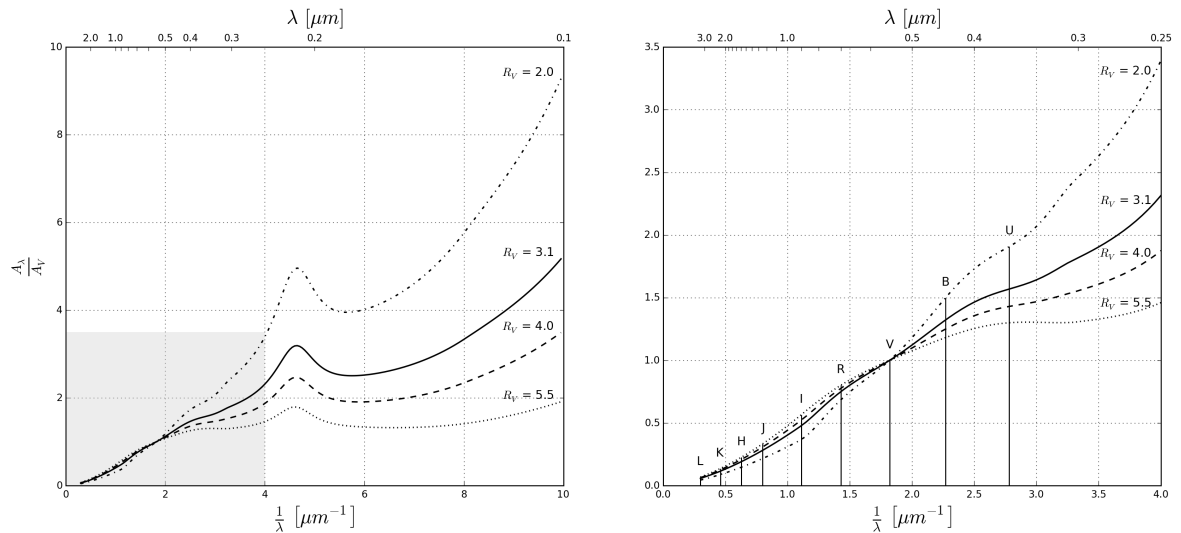 λ [μm]
2.0 1.0 0.5 0.4 0.3 0.2 0.1
10
8
6
4
2
0
A_λ
A_V
R_V = 2.0
R_V = 3.1
R_V = 4.0
R_V = 5.5
0 2 4 6 8 10
1/λ [μm⁻¹]
λ [μm]
3.0 2.0 1.0 0.5 0.4 0.3 0.25
3.5
3.0
2.5
2.0
1.5
1.0
0.5
0.0
R_V = 2.0
R_V = 3.1
R_V = 4.0
R_V = 5.5
L K H J I R V B U
0.0 0.5 1.0 1.5 2.0 2.5 3.0 3.5 4.0
1/λ [μm⁻¹]